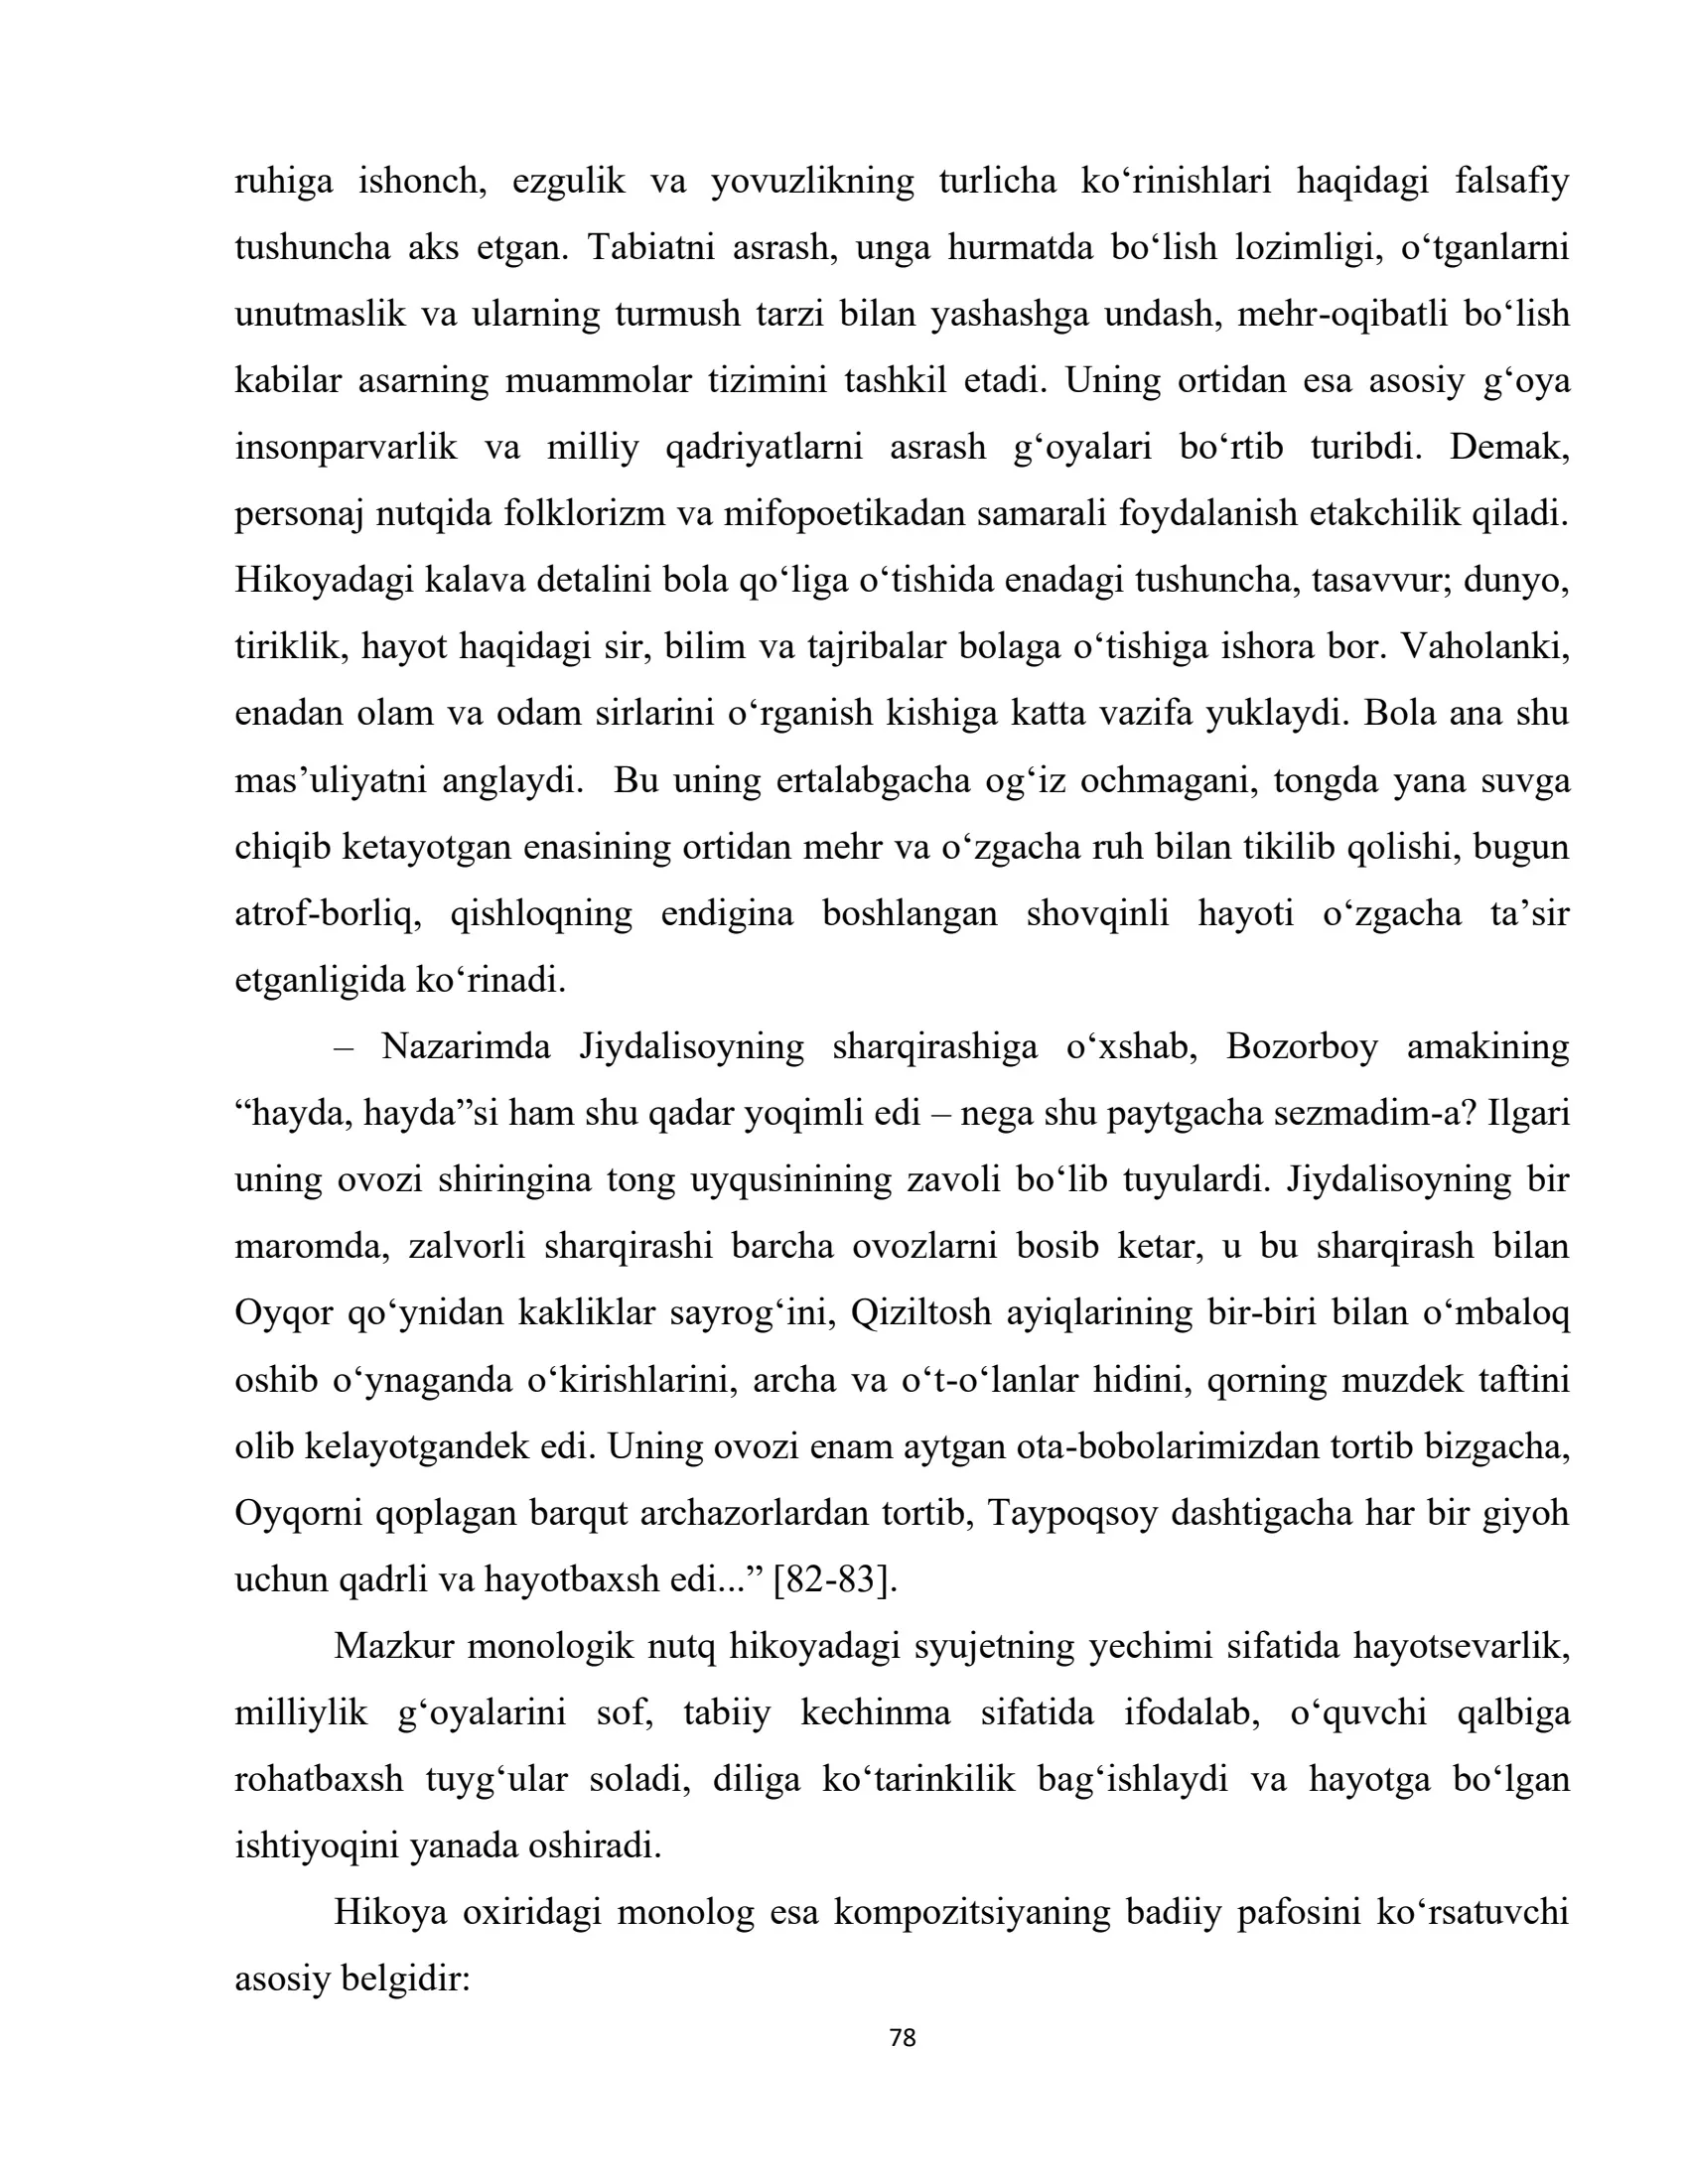 ruhiga ishonch, ezgulik va yovuzlikning turlicha ko‘rinishlari haqidagi falsafiy
tushuncha aks etgan. Tabiatni asrash, unga hurmatda bo‘lish lozimligi, o‘tganlarni
unutmaslik va ularning turmush tarzi bilan yashashga undash, mehr-oqibatli bo‘lish
kabilar asarning muammolar tizimini tashkil etadi. Uning ortidan esa asosiy g‘oya
insonparvarlik va milliy qadriyatlarni asrash g‘oyalari bo‘rtib turibdi. Demak,
personaj nutqida folklorizm va mifopoetikadan samarali foydalanish etakchilik qiladi.
Hikoyadagi kalava detalini bola qo‘liga o‘tishida enadagi tushuncha, tasavvur; dunyo,
tiriklik, hayot haqidagi sir, bilim va tajribalar bolaga o‘tishiga ishora bor. Vaholanki,
enadan olam va odam sirlarini o‘rganish kishiga katta vazifa yuklaydi. Bola ana shu
mas’uliyatni anglaydi.  Bu uning ertalabgacha og‘iz ochmagani, tongda yana suvga
chiqib ketayotgan enasining ortidan mehr va o‘zgacha ruh bilan tikilib qolishi, bugun
atrof-borliq, qishloqning endigina boshlangan shovqinli hayoti o‘zgacha ta’sir
etganligida ko‘rinadi.
– Nazarimda Jiydalisoyning sharqirashiga o‘xshab, Bozorboy amakining
“hayda, hayda”si ham shu qadar yoqimli edi – nega shu paytgacha sezmadim-a? Ilgari
uning ovozi shiringina tong uyqusinining zavoli bo‘lib tuyulardi. Jiydalisoyning bir
maromda, zalvorli sharqirashi barcha ovozlarni bosib ketar, u bu sharqirash bilan
Oyqor qo‘ynidan kakliklar sayrog‘ini, Qiziltosh ayiqlarining bir-biri bilan o‘mbaloq
oshib o‘ynaganda o‘kirishlarini, archa va o‘t-o‘lanlar hidini, qorning muzdek taftini
olib kelayotgandek edi. Uning ovozi enam aytgan ota-bobolarimizdan tortib bizgacha,
Oyqorni qoplagan barqut archazorlardan tortib, Taypoqsoy dashtigacha har bir giyoh
uchun qadrli va hayotbaxsh edi...” [82-83].
Mazkur monologik nutq hikoyadagi syujetning yechimi sifatida hayotsevarlik,
milliylik g‘oyalarini sof, tabiiy kechinma sifatida ifodalab, o‘quvchi qalbiga
rohatbaxsh tuyg‘ular soladi, diliga ko‘tarinkilik bag‘ishlaydi va hayotga bo‘lgan
ishtiyoqini yanada oshiradi.
Hikoya oxiridagi monolog esa kompozitsiyaning badiiy pafosini ko‘rsatuvchi
asosiy belgidir:
78